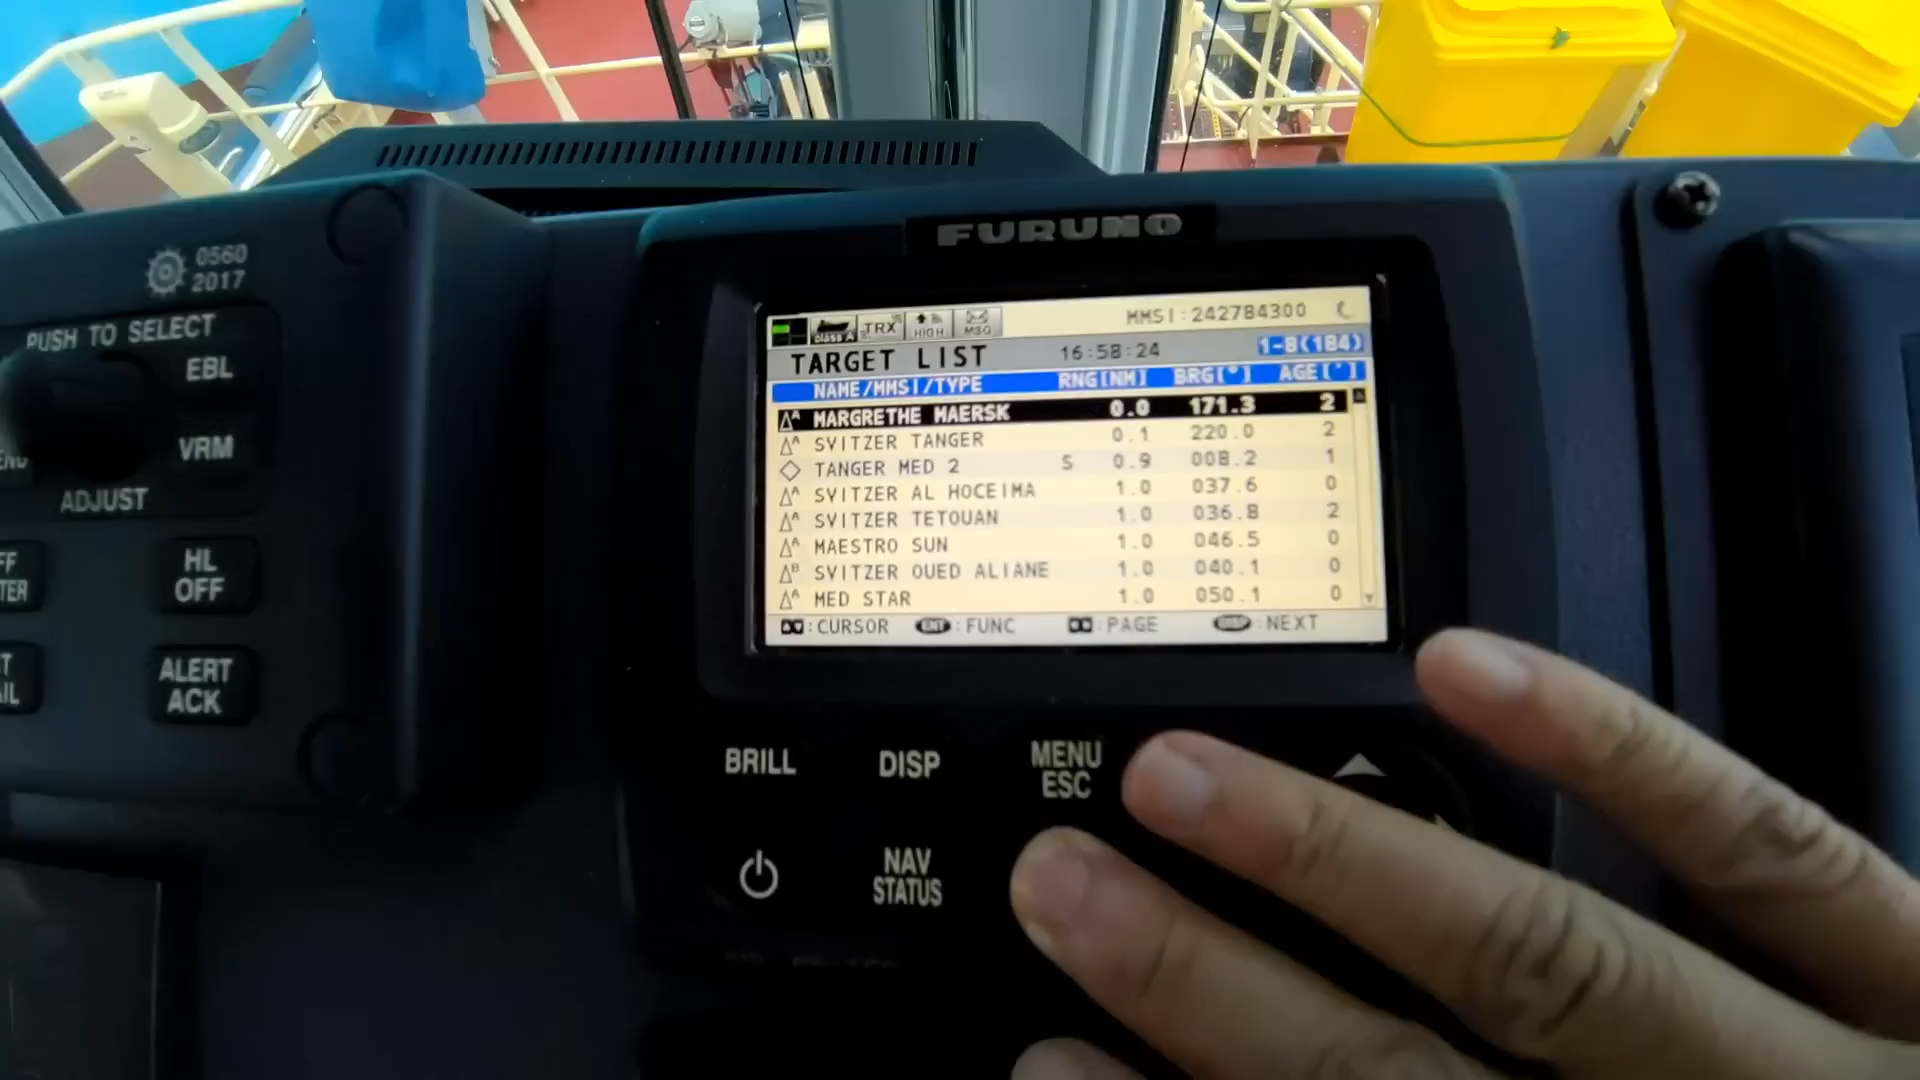 FURUNO
0560
2017
PUSH TO SELECT
EBL
VRM
ADJUST
HL
OFF
ALERT
ACK
TRX
HIGH
MSG
MMSI:242784300
TARGET LIST 16:58:24 1-8(184)
NAME/MMSI/TYPE RNG[NM] BRG[°] AGE[']
MARGRETHE MAERSK 0.0 171.3 2
SVITZER TANGER 0.1 220.0 2
TANGER MED 2 S 0.9 008.2 1
SVITZER AL HOCEIMA 1.0 037.6 0
SVITZER TETOUAN 1.0 036.8 2
MAESTRO SUN 1.0 046.5 0
SVITZER OUED ALIANE 1.0 040.1 0
MED STAR 1.0 050.1 0
:CURSOR ENT:FUNC :PAGE DISP:NEXT
BRILL
DISP
MENU
ESC
NAV
STATUS